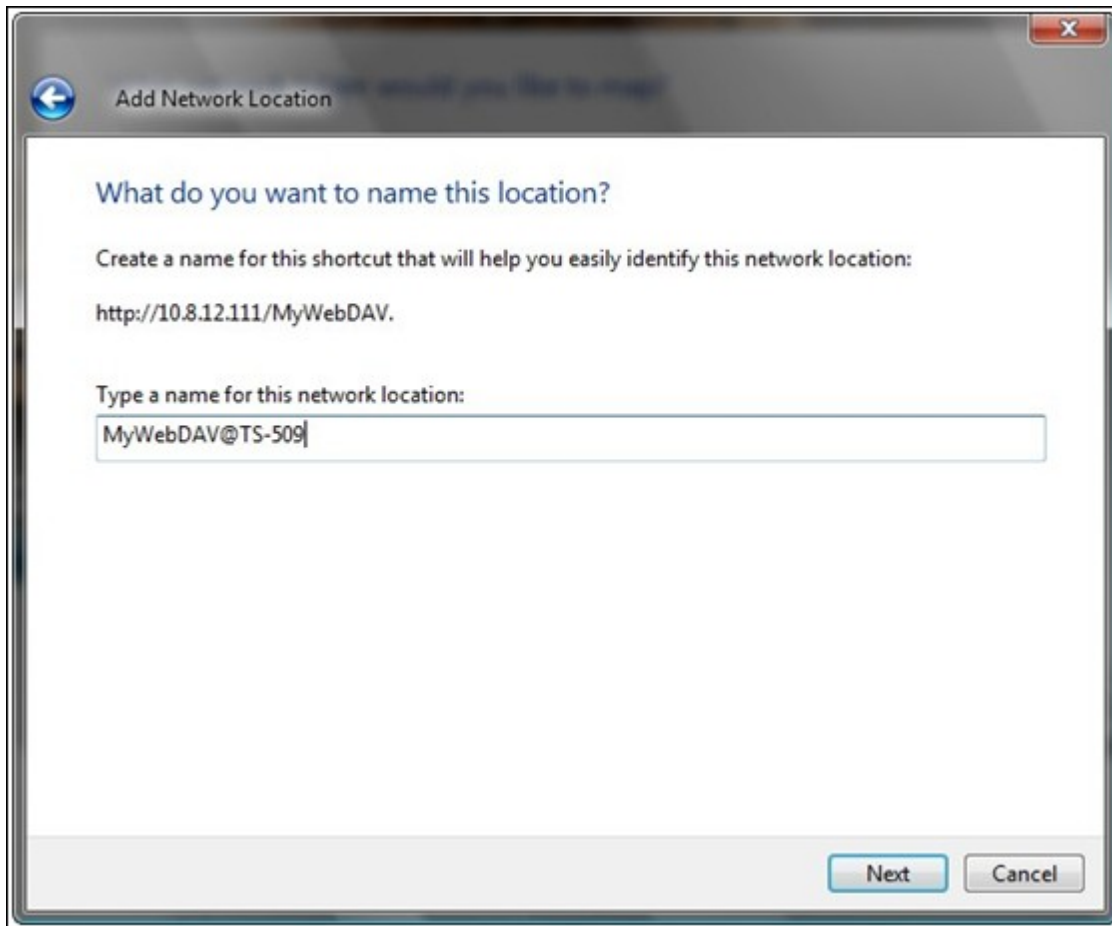 Add Network Location
What do you want to name this location?
Create a name for this shortcut that will help you easily identify this network location:
http://10.8.12.111/MyWebDAV.
Type a name for this network location:
MyWebDAV@TS-509
Next
Cancel